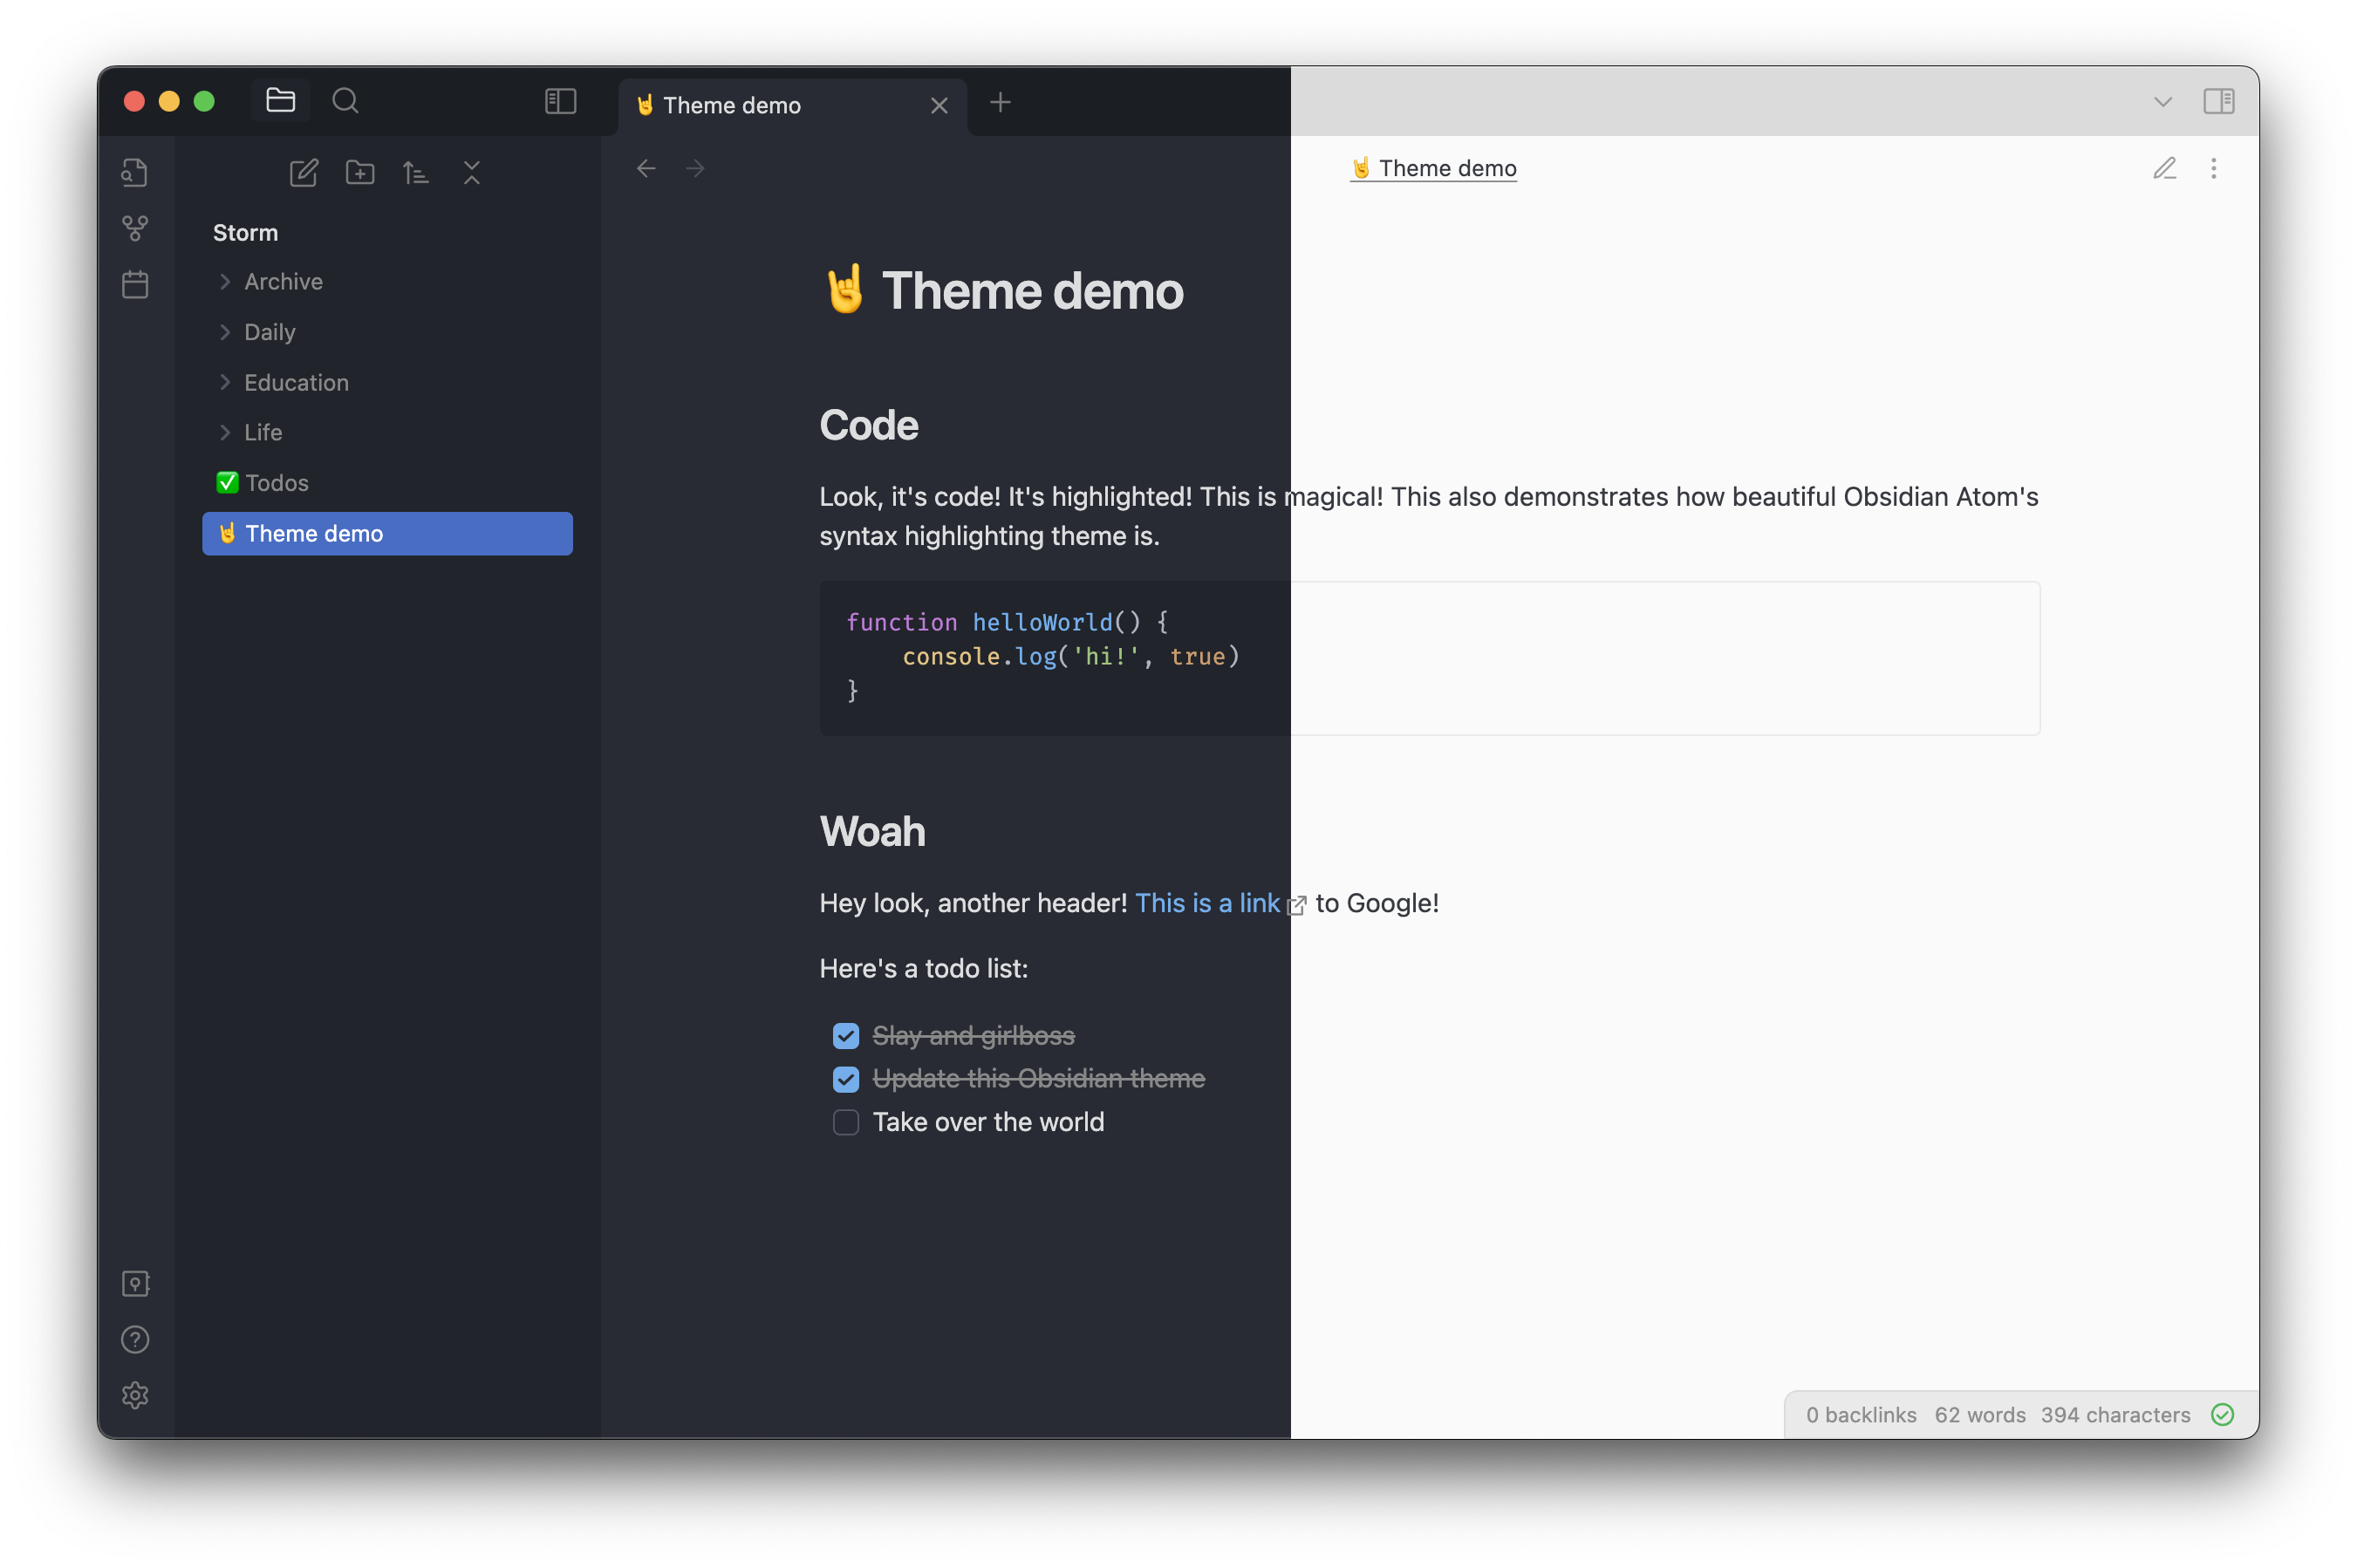 🤘 Theme demo
🤘 Theme demo
Storm
Archive
Daily
Education
Life
✅ Todos
🤘 Theme demo
🤘 Theme demo
Code
Look, it's code! It's highlighted! This is magical! This also demonstrates how beautiful Obsidian Atom's
syntax highlighting theme is.
function helloWorld() {
    console.log('hi!', true)
}
Woah
Hey look, another header! This is a link to Google!
Here's a todo list:
Slay and girlboss
Update this Obsidian theme
Take over the world
0 backlinks 62 words 394 characters